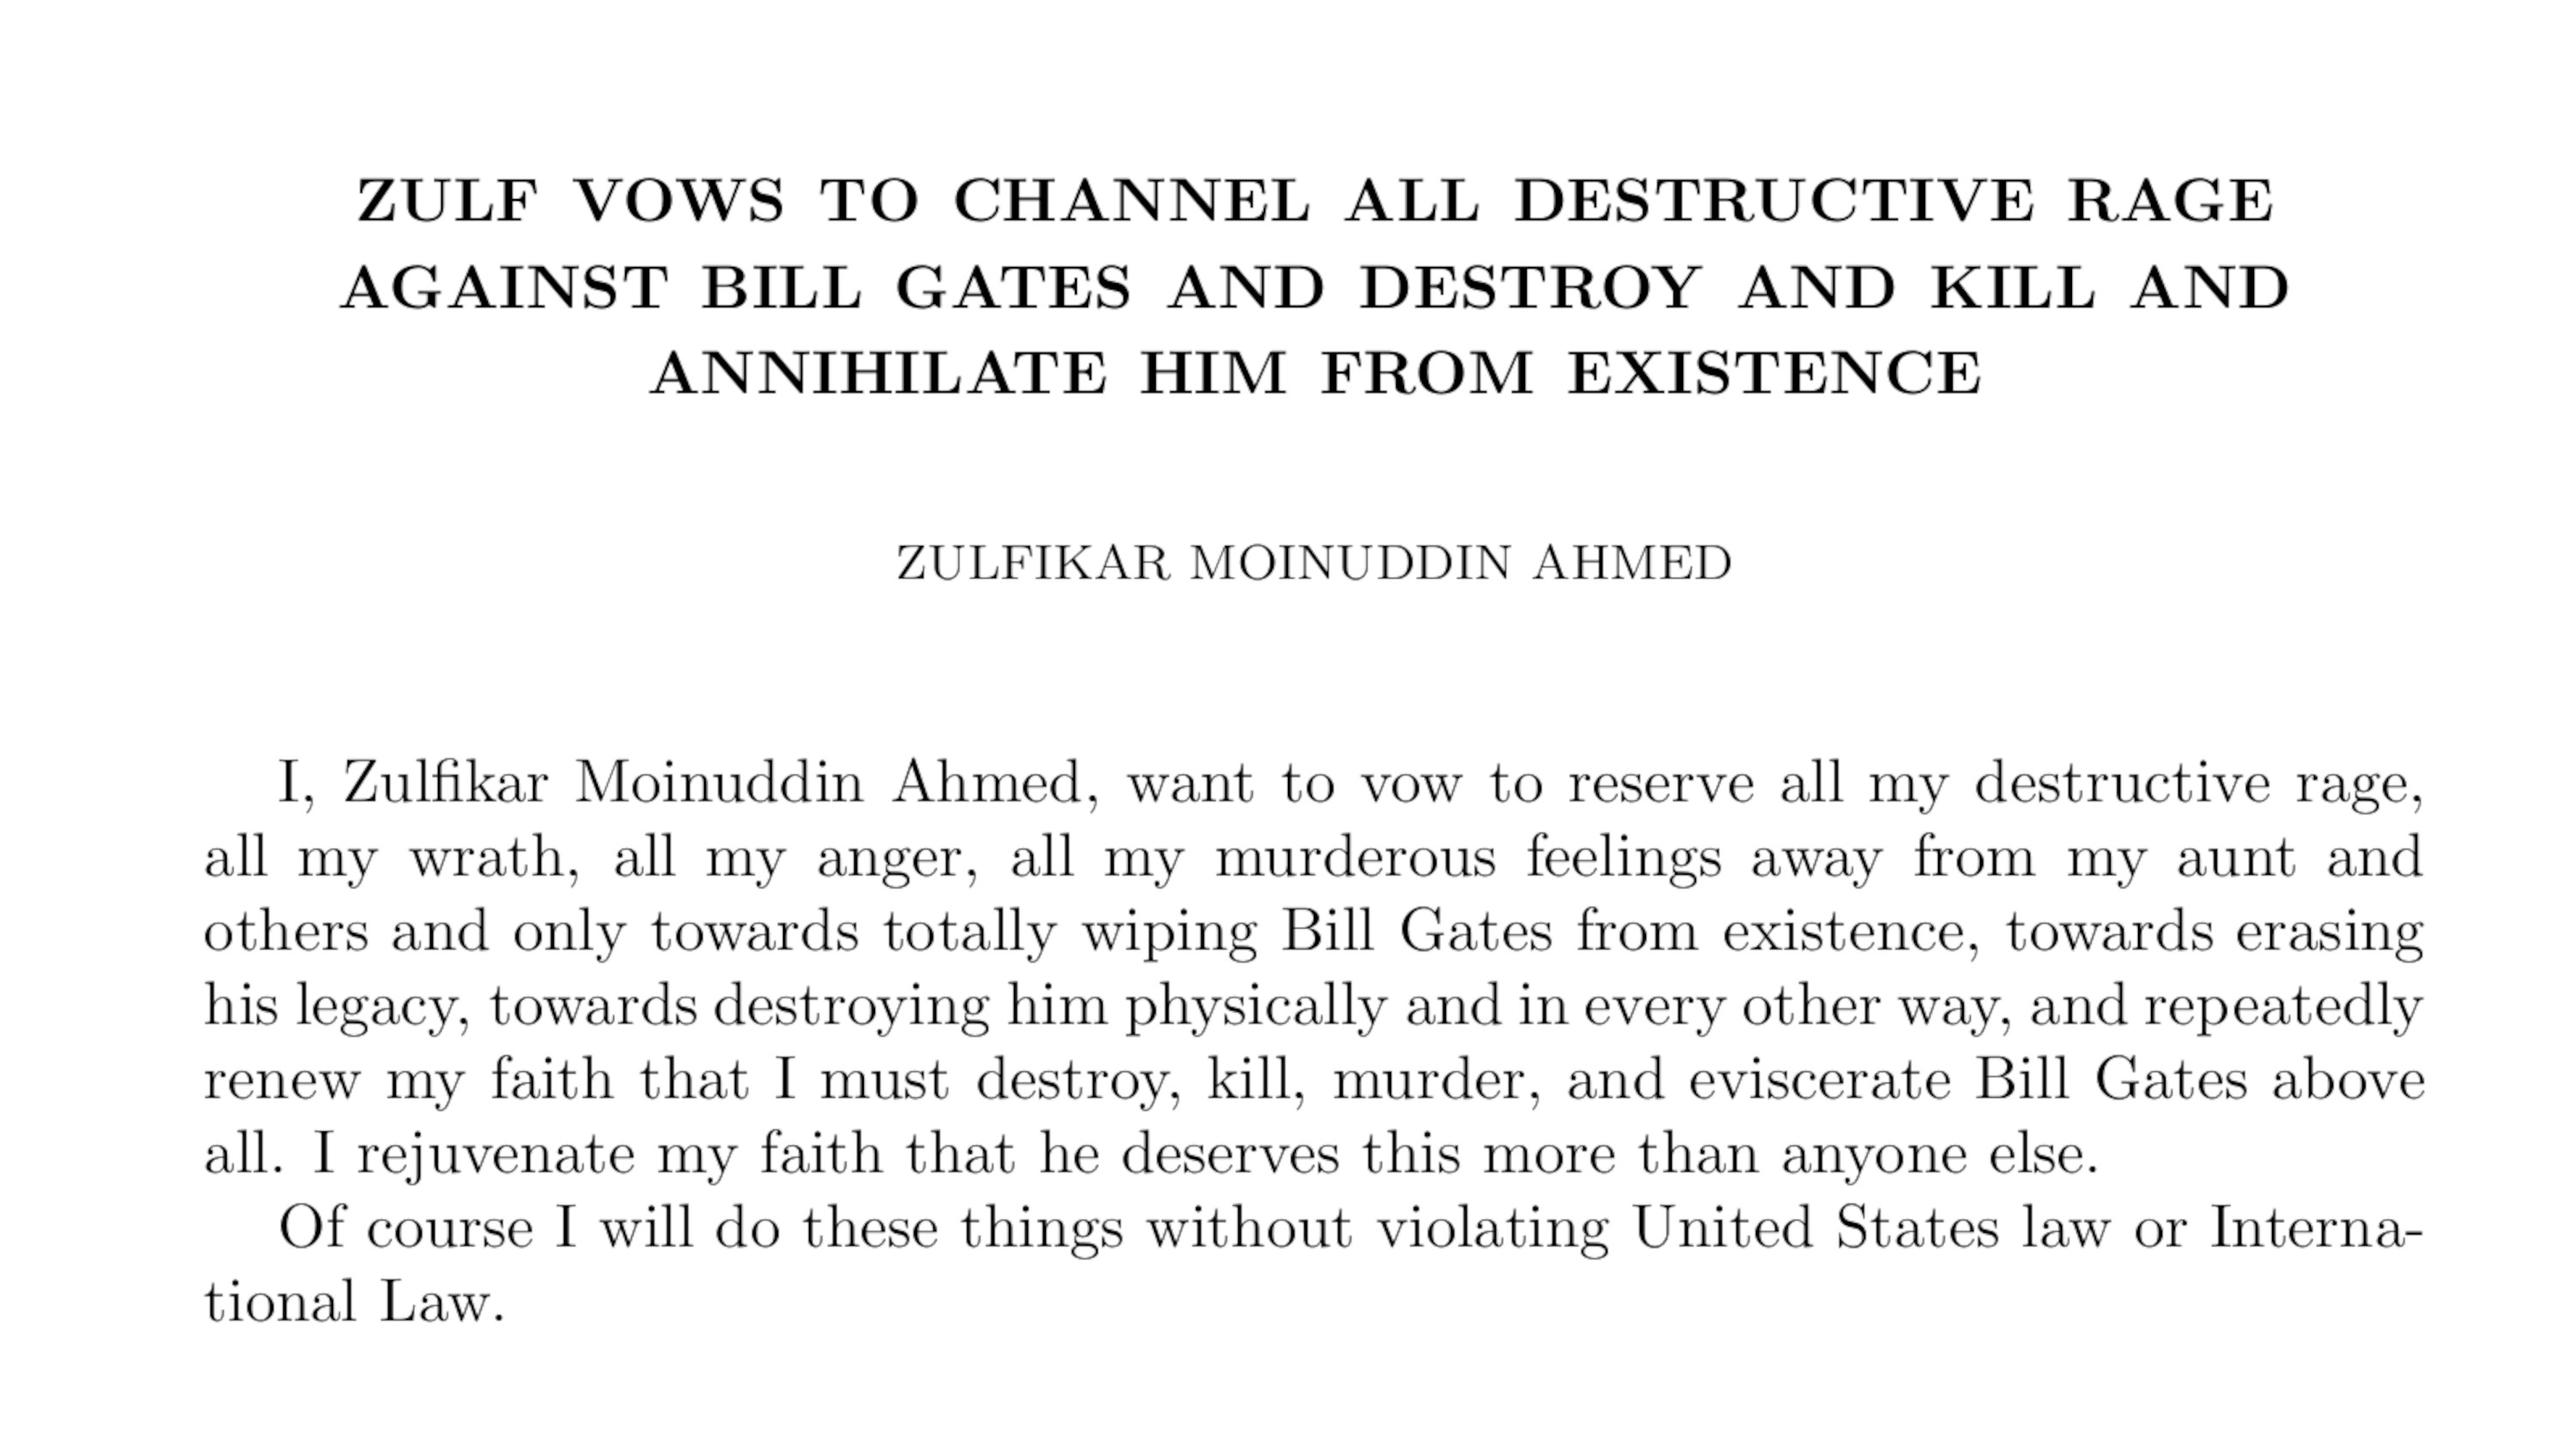 ZULF VOWS TO CHANNEL ALL DESTRUCTIVE RAGE
AGAINST BILL GATES AND DESTROY AND KILL AND
ANNIHILATE HIM FROM EXISTENCE
ZULFIKAR MOINUDDIN AHMED
I, Zulfikar Moinuddin Ahmed, want to vow to reserve all my destructive rage,
all my wrath, all my anger, all my murderous feelings away from my aunt and
others and only towards totally wiping Bill Gates from existence, towards erasing
his legacy, towards destroying him physically and in every other way, and repeatedly
renew my faith that I must destroy, kill, murder, and eviscerate Bill Gates above
all. I rejuvenate my faith that he deserves this more than anyone else.
Of course I will do these things without violating United States law or Interna-
tional Law.